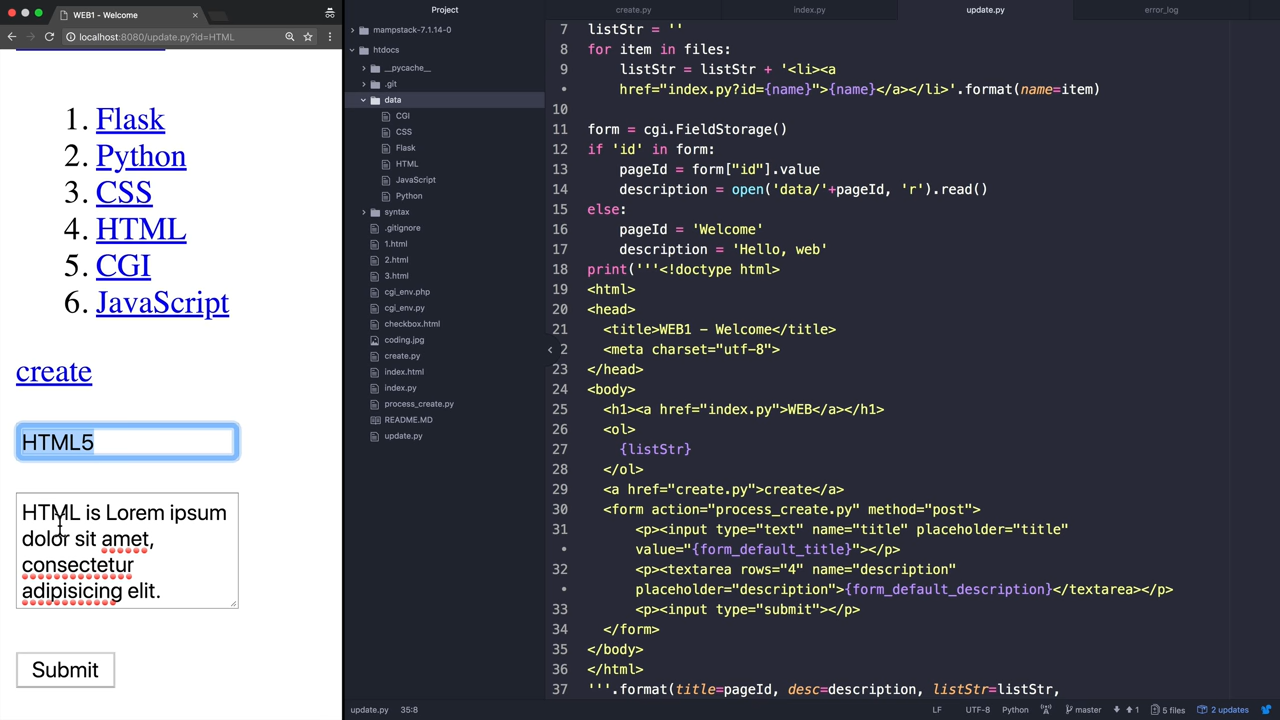 WEB1 - Welcome
localhost:8080/update.py?id=HTML
1. Flask
2. Python
3. CSS
4. HTML
5. CGI
6. JavaScript
create
HTML5
HTML is Lorem ipsum
dolor sit amet,
consectetur
adipisicing elit.
Submit
Project
mampstack-7.1.14-0
htdocs
__pycache__
.git
data
CGI
CSS
Flask
HTML
JavaScript
Python
syntax
.gitignore
1.html
2.html
3.html
cgi_env.php
cgi_env.py
checkbox.html
coding.jpg
create.py
index.html
index.py
process_create.py
README.MD
update.py
create.py index.py update.py error_log
7 listStr = ''
8 for item in files:
9 listStr = listStr + '<li><a
• href="index.py?id={name}">{name}</a></li>'.format(name=item)
10
11 form = cgi.FieldStorage()
12 if 'id' in form:
13 pageId = form["id"].value
14 description = open('data/'+pageId, 'r').read()
15 else:
16 pageId = 'Welcome'
17 description = 'Hello, web'
18 print('''<!doctype html>
19 <html>
20 <head>
21 <title>WEB1 - Welcome</title>
2 <meta charset="utf-8">
23 </head>
24 <body>
25 <h1><a href="index.py">WEB</a></h1>
26 <ol>
27 {listStr}
28 </ol>
29 <a href="create.py">create</a>
30 <form action="process_create.py" method="post">
31 <p><input type="text" name="title" placeholder="title"
• value="{form_default_title}"></p>
32 <p><textarea rows="4" name="description"
• placeholder="description">{form_default_description}</textarea></p>
33 <p><input type="submit"></p>
34 </form>
35 </body>
36 </html>
37 '''.format(title=pageId, desc=description, listStr=listStr,
update.py 35:8 LF UTF-8 Python master 1 5 files 2 updates